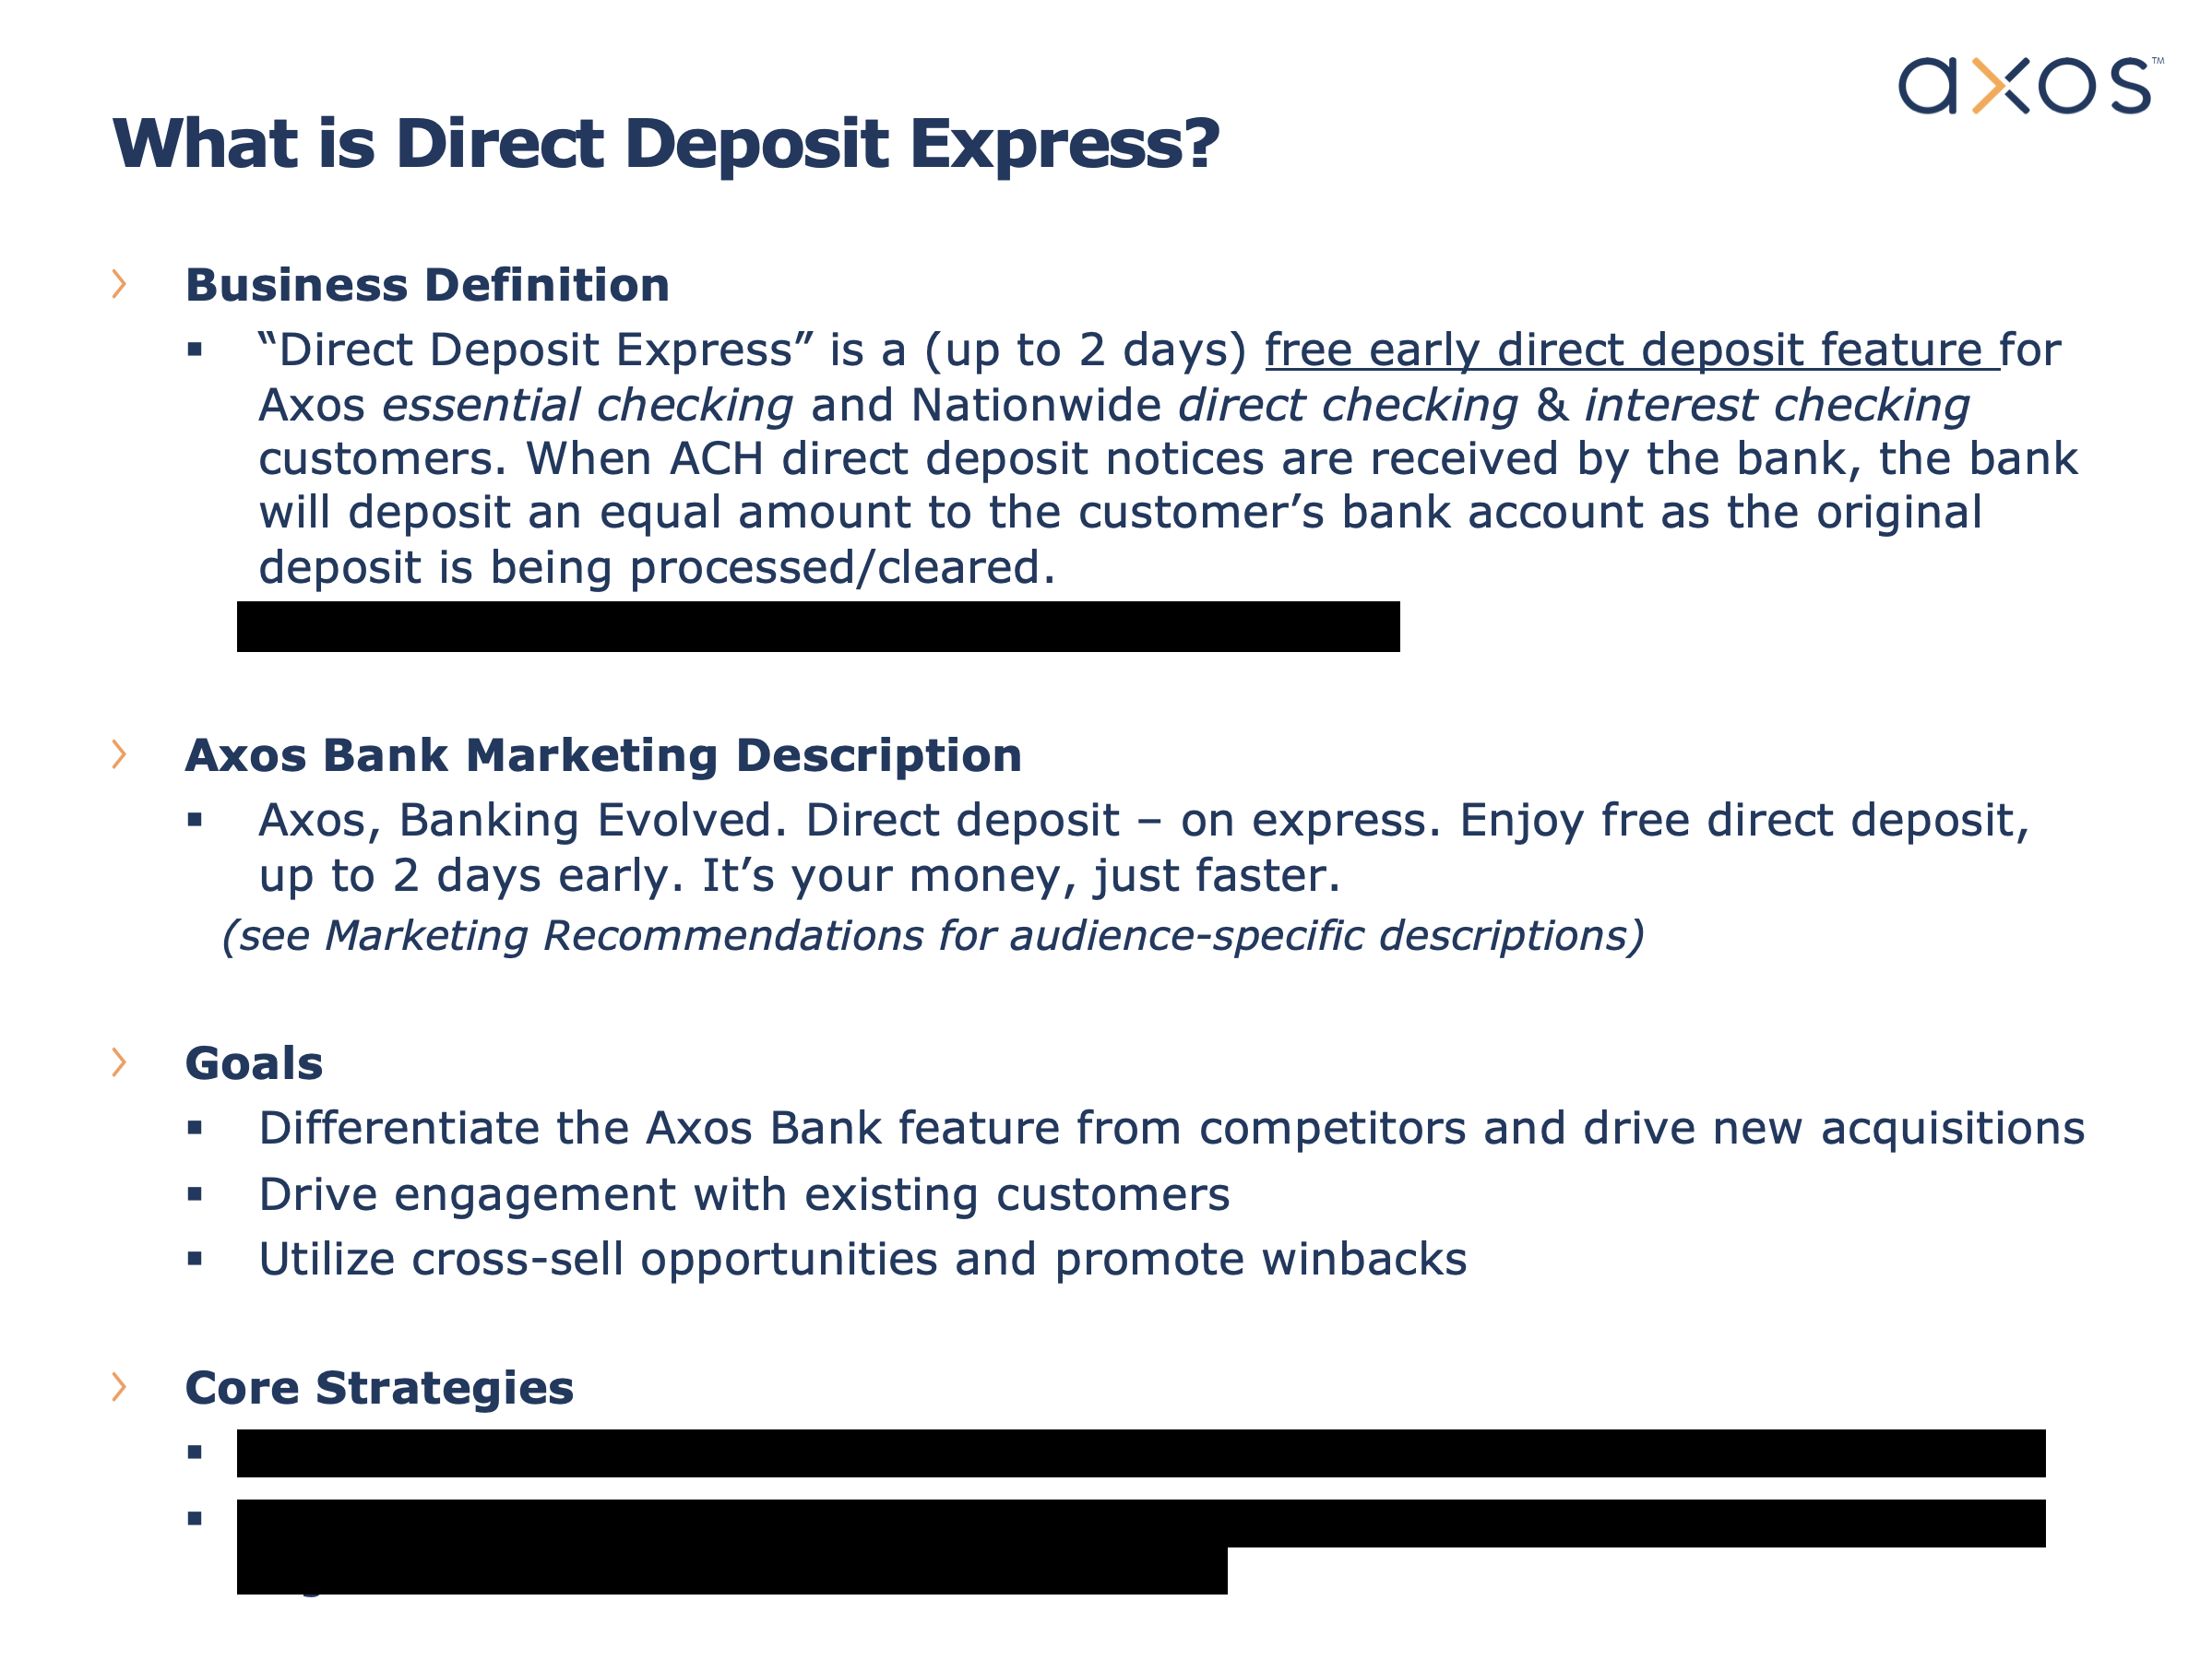 axos™
What is Direct Deposit Express?
› Business Definition
▪ “Direct Deposit Express” is a (up to 2 days) free early direct deposit feature for
Axos essential checking and Nationwide direct checking & interest checking
customers. When ACH direct deposit notices are received by the bank, the bank
will deposit an equal amount to the customer’s bank account as the original
deposit is being processed/cleared.
› Axos Bank Marketing Description
▪ Axos, Banking Evolved. Direct deposit – on express. Enjoy free direct deposit,
up to 2 days early. It’s your money, just faster.
(see Marketing Recommendations for audience-specific descriptions)
› Goals
▪ Differentiate the Axos Bank feature from competitors and drive new acquisitions
▪ Drive engagement with existing customers
▪ Utilize cross-sell opportunities and promote winbacks
› Core Strategies